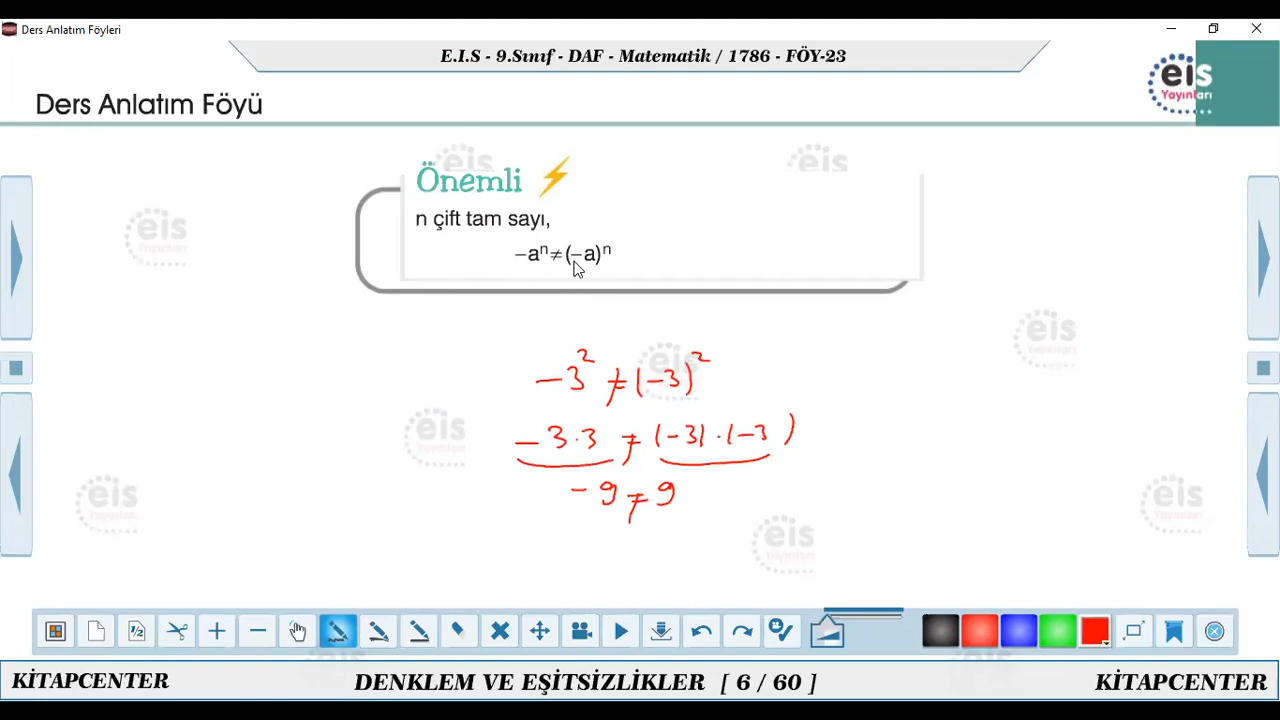 Ders Anlatım Föyleri
E.I.S - 9.Sınıf - DAF - Matematik / 1786 - FÖY-23
eis
Yayınları
Ders Anlatım Föyü
Önemli
n çift tam sayı,
−aⁿ≠(−a)ⁿ
−3² ≠ (−3)²
−3·3 ≠ (−3)·(−3)
−9 ≠ 9
KİTAPCENTER
DENKLEM VE EŞİTSİZLİKLER [ 6 / 60 ]
KİTAPCENTER